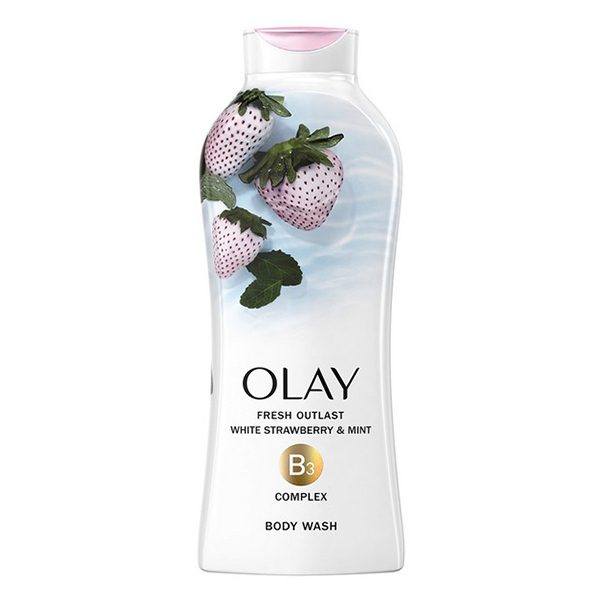 OLAY
FRESH OUTLAST
WHITE STRAWBERRY & MINT
B3
COMPLEX
BODY WASH